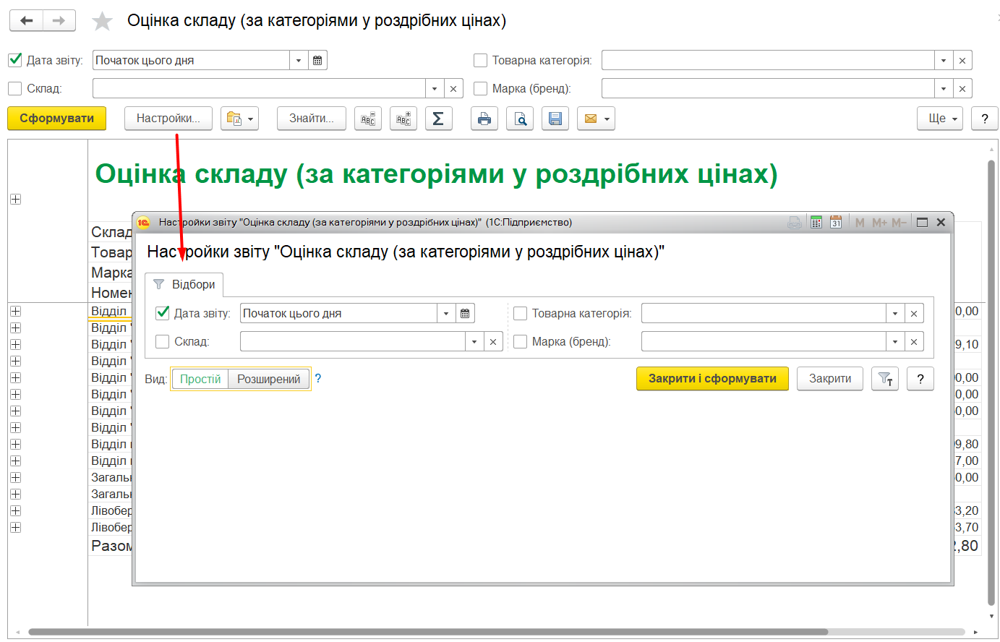 Оцінка складу (за категоріями у роздрібних цінах)
Дата звіту: Початок цього дня Товарна категорія:
Склад: Марка (бренд):
Сформувати Настройки... Знайти... Ще ?
Оцінка складу (за категоріями у роздрібних цінах)
Настройки звіту "Оцінка складу (за категоріями у роздрібних цінах)" (1С:Підприємство) M M+ M-
Настройки звіту "Оцінка складу (за категоріями у роздрібних цінах)"
Відбори
Дата звіту: Початок цього дня Товарна категорія:
Склад: Марка (бренд):
Вид: Простій Розширений ? Закрити і сформувати Закрити ?
Склад
Товар
Марка
Номен
Відділ 0,00
Відділ
Відділ 9,10
Відділ
Відділ 0,00
Відділ 0,00
Відділ 0,00
Відділ
Відділ 9,80
Відділ 7,00
Загаль 0,00
Загаль
Лівобер 3,20
Лівобер 3,70
Разом 2,80